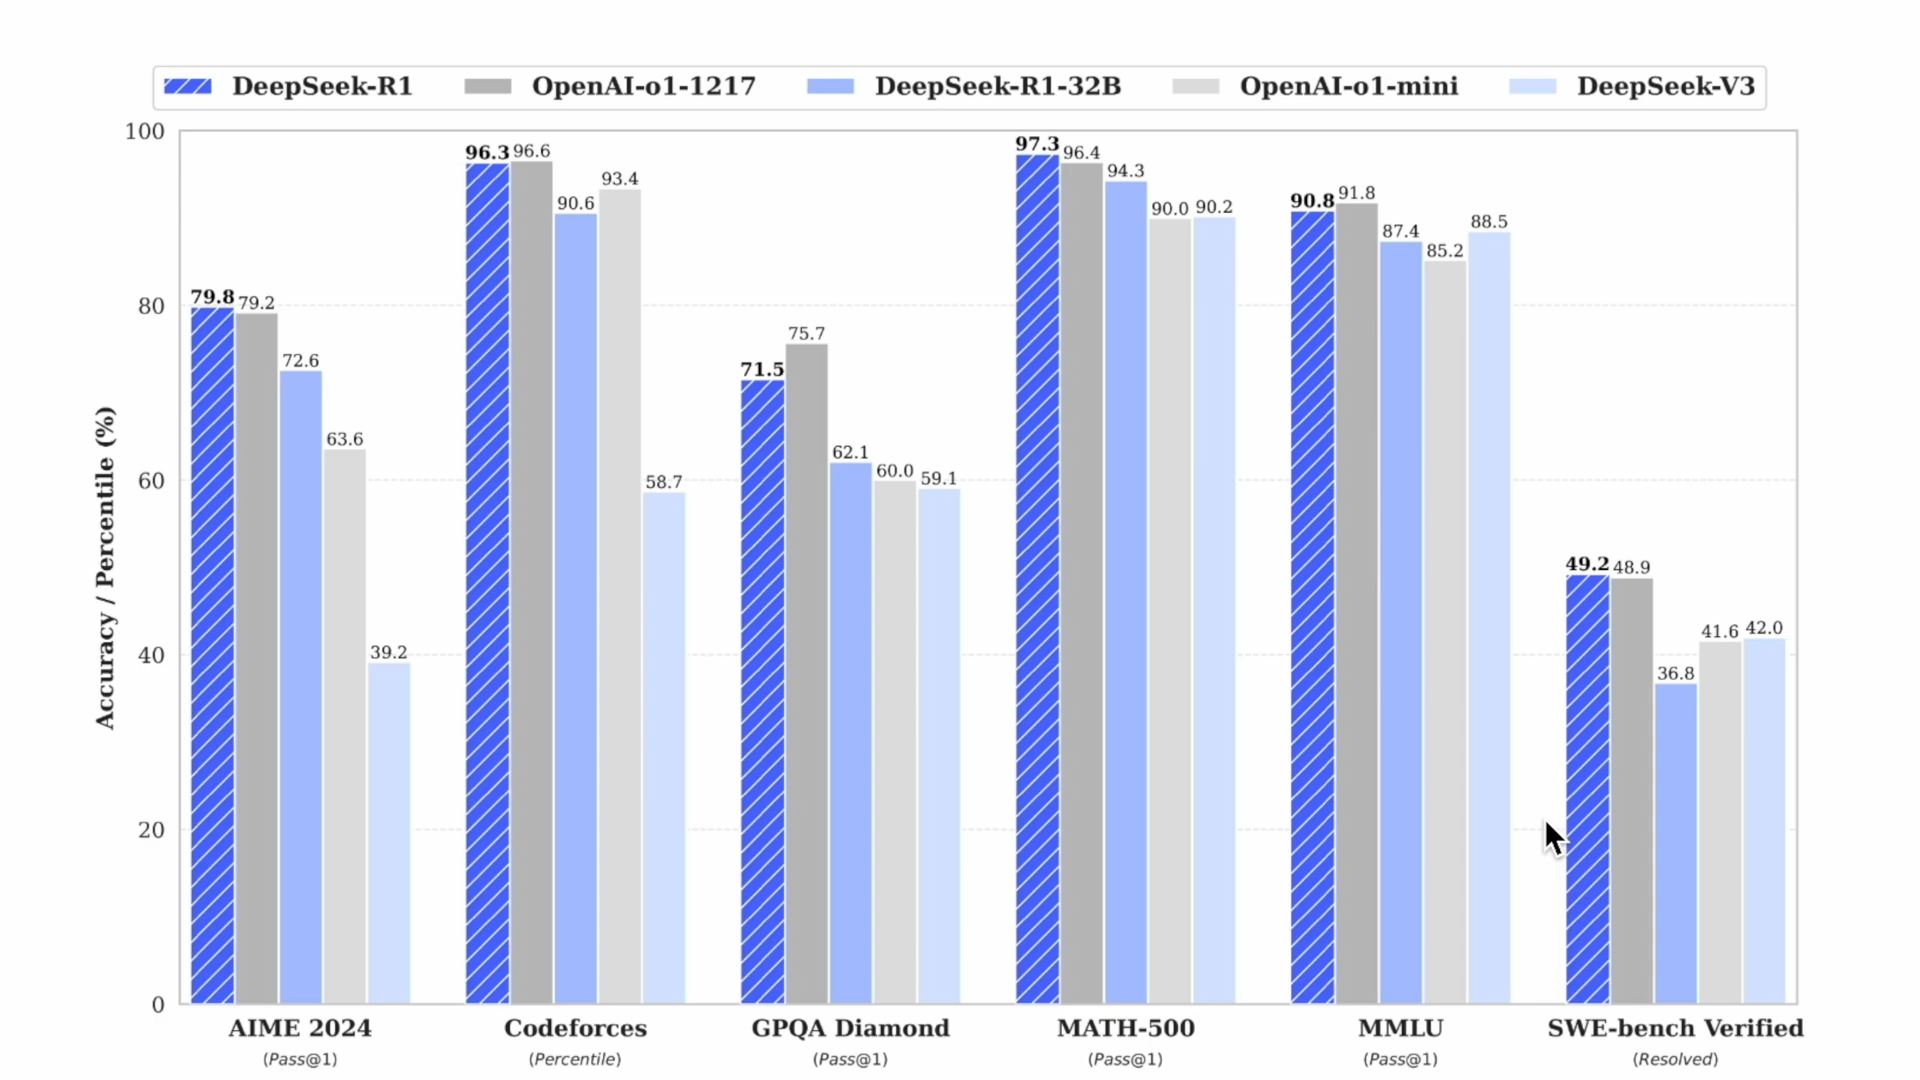 DeepSeek-R1 OpenAI-o1-1217 DeepSeek-R1-32B OpenAI-o1-mini DeepSeek-V3
Accuracy / Percentile (%)
100
80
60
40
20
0
79.8 79.2 72.6 63.6 39.2
96.3 96.6 90.6 93.4 58.7
71.5 75.7 62.1 60.0 59.1
97.3 96.4 94.3 90.0 90.2
90.8 91.8 87.4 85.2 88.5
49.2 48.9 36.8 41.6 42.0
AIME 2024 Codeforces GPQA Diamond MATH-500 MMLU SWE-bench Verified
(Pass@1) (Percentile) (Pass@1) (Pass@1) (Pass@1) (Resolved)